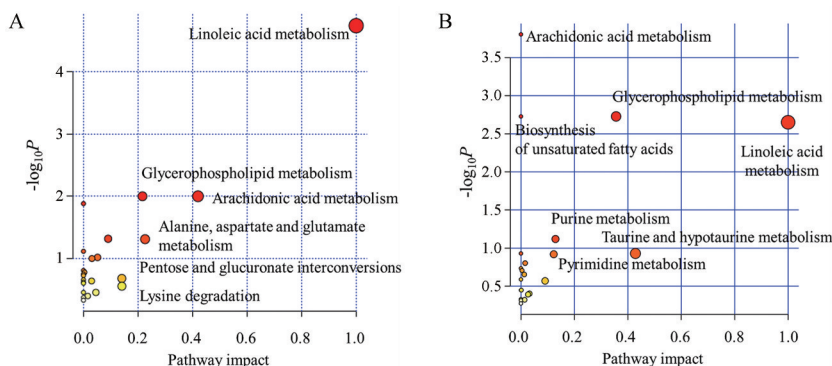 A
Linoleic acid metabolism
4
3
2
1
-log10P
Glycerophospholipid metabolism
Arachidonic acid metabolism
Alanine, aspartate and glutamate
metabolism
Pentose and glucuronate interconversions
Lysine degradation
0.0
0.2
0.4
0.6
0.8
1.0
Pathway impact
B
Arachidonic acid metabolism
3.5
3.0
2.5
2.0
1.5
1.0
0.5
-log10P
Glycerophospholipid metabolism
Biosynthesis
of unsaturated fatty acids
Linoleic acid
metabolism
Purine metabolism
Taurine and hypotaurine metabolism
Pyrimidine metabolism
0.0
0.2
0.4
0.6
0.8
1.0
Pathway impact